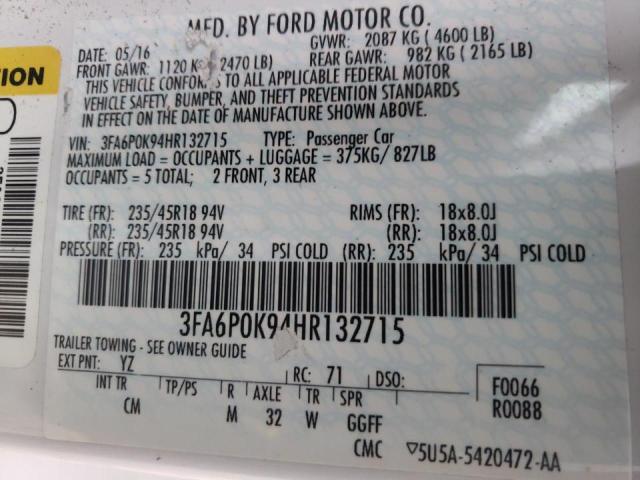 MFD. BY FORD MOTOR CO.
DATE: 05/16 GVWR: 2087 KG ( 4600 LB)
FRONT GAWR: 1120 K 2470 LB) REAR GAWR: 982 KG ( 2165 LB)
THIS VEHICLE CONFOR S TO ALL APPLICABLE FEDERAL MOTOR
VEHICLE SAFETY, BUMPER, AND THEFT PREVENTION STANDARDS
IN EFFECT ON THE DATE OF MANUFACTURE SHOWN ABOVE.
VIN: 3FA6P0K94HR132715 TYPE: Passenger Car
MAXIMUM LOAD = OCCUPANTS + LUGGAGE = 375KG/ 827LB
OCCUPANTS = 5 TOTAL; 2 FRONT, 3 REAR
TIRE (FR): 235/45R18 94V RIMS (FR): 18x8.0J
(RR): 235/45R18 94V (RR): 18x8.0J
PRESSURE (FR): 235 kPa/ 34 PSI COLD (RR): 235 kPa/ 34 PSI COLD
3FA6P0K94HR132715
TRAILER TOWING - SEE OWNER GUIDE
EXT PNT: YZ RC: 71 DSO: F0066
INT TR TP/PS R AXLE TR SPR R0088
CM M 32 W GGFF
CMC ▽5U5A-5420472-AA